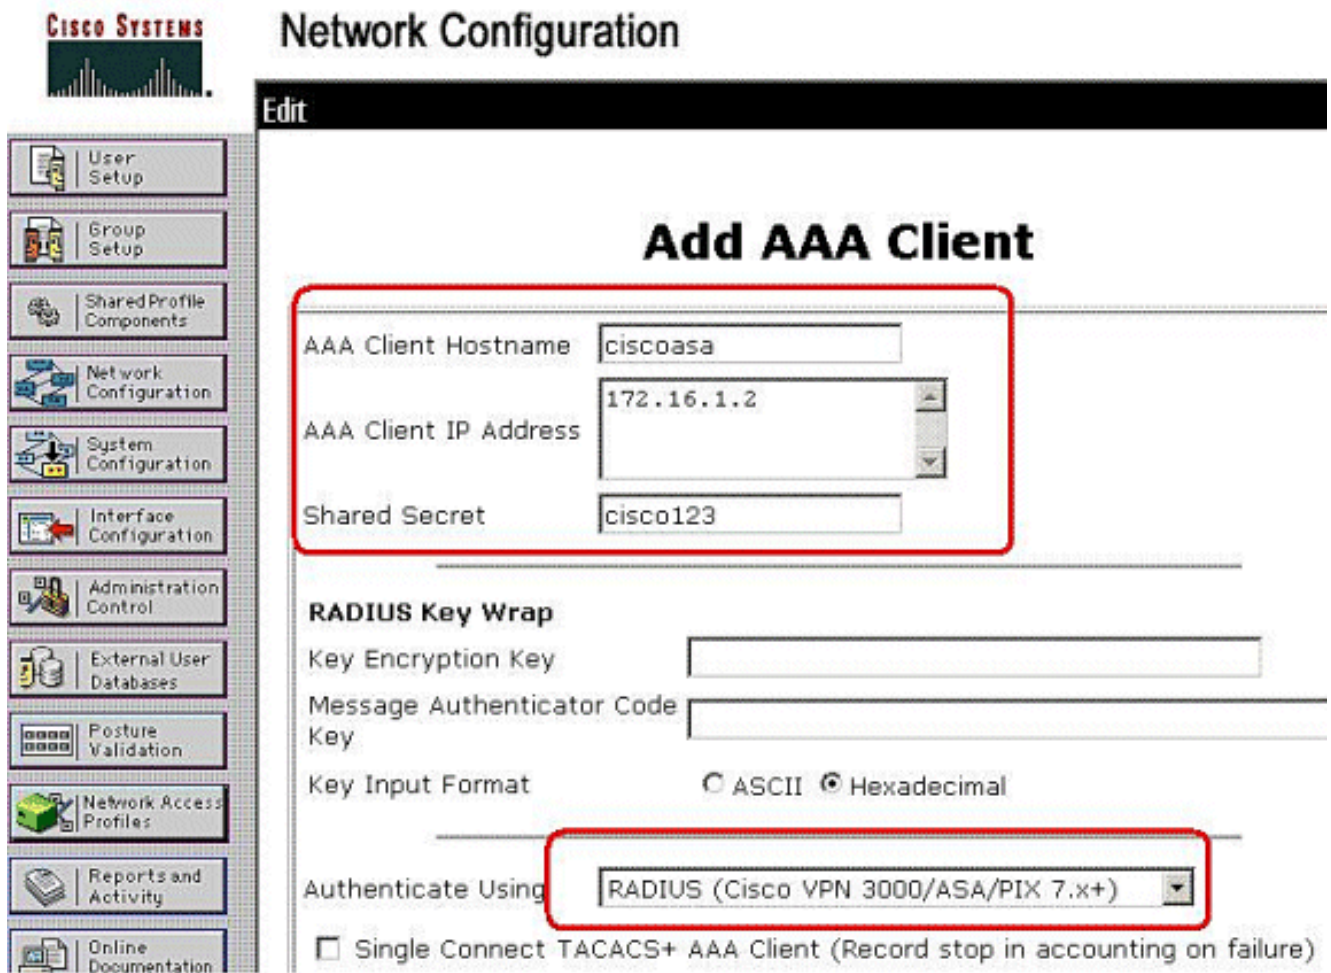 CISCO SYSTEMS
Network Configuration
Edit
User
Setup
Group
Setup
Shared Profile
Components
Network
Configuration
System
Configuration
Interface
Configuration
Administration
Control
External User
Databases
Posture
Validation
Network Access
Profiles
Reports and
Activity
Online
Documentation
Add AAA Client
AAA Client Hostname ciscoasa
AAA Client IP Address 172.16.1.2
Shared Secret cisco123
RADIUS Key Wrap
Key Encryption Key
Message Authenticator Code
Key
Key Input Format ASCII Hexadecimal
Authenticate Using RADIUS (Cisco VPN 3000/ASA/PIX 7.x+)
Single Connect TACACS+ AAA Client (Record stop in accounting on failure)